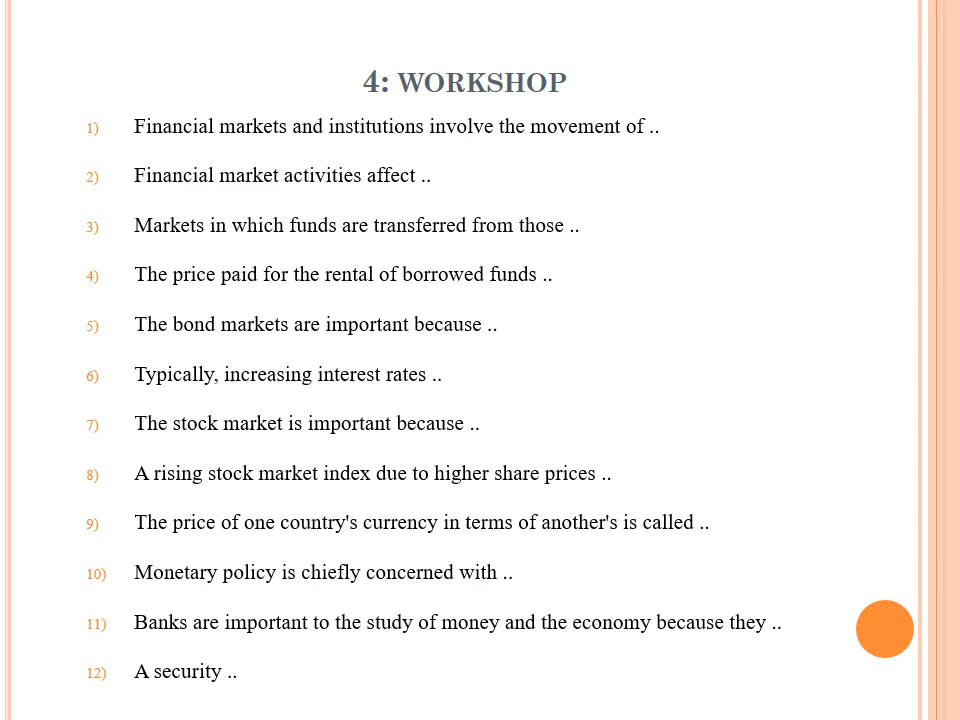 4: WORKSHOP
1) Financial markets and institutions involve the movement of ..
2) Financial market activities affect ..
3) Markets in which funds are transferred from those ..
4) The price paid for the rental of borrowed funds ..
5) The bond markets are important because ..
6) Typically, increasing interest rates ..
7) The stock market is important because ..
8) A rising stock market index due to higher share prices ..
9) The price of one country's currency in terms of another's is called ..
10) Monetary policy is chiefly concerned with ..
11) Banks are important to the study of money and the economy because they ..
12) A security ..